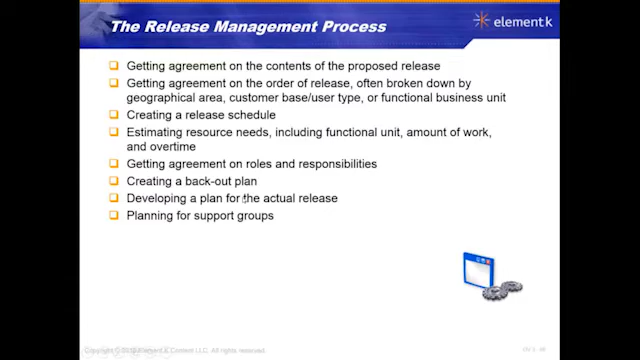 The Release Management Process
element k
Getting agreement on the contents of the proposed release
Getting agreement on the order of release, often broken down by
geographical area, customer base/user type, or functional business unit
Creating a release schedule
Estimating resource needs, including functional unit, amount of work,
and overtime
Getting agreement on roles and responsibilities
Creating a back-out plan
Developing a plan for the actual release
Planning for support groups
Copyright © Element K Content LLC. All rights reserved.